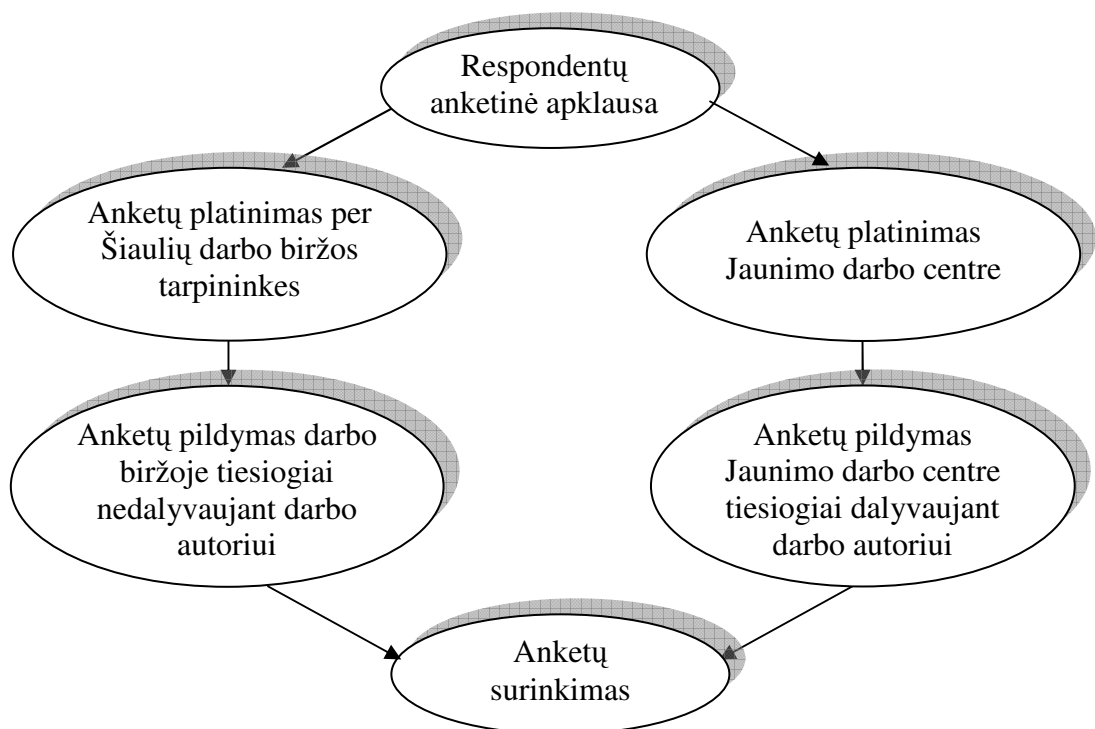 Respondentų
anketinė apklausa
Anketų platinimas per
Šiaulių darbo biržos
tarpininkes
Anketų platinimas
Jaunimo darbo centre
Anketų pildymas darbo
biržoje tiesiogiai
nedalyvaujant darbo
autoriui
Anketų pildymas
Jaunimo darbo centre
tiesiogiai dalyvaujant
darbo autoriui
Anketų
surinkimas